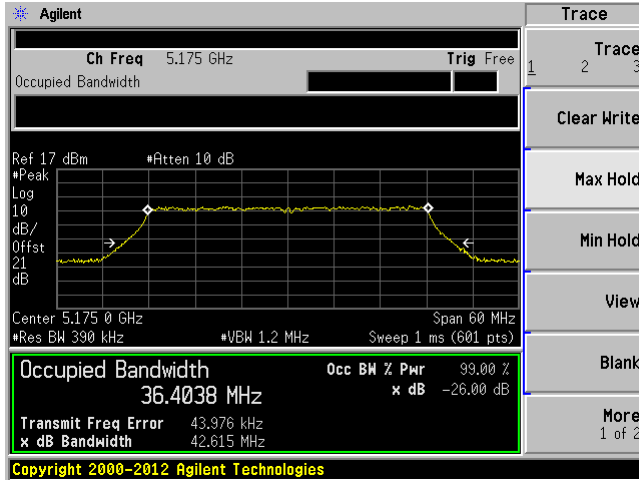 Agilent
Trace
Ch Freq 5.175 GHz Trig Free
Occupied Bandwidth
Trace
1 2 3
Clear Write
Max Hold
Min Hold
View
Blank
More
1 of 2
Ref 17 dBm #Atten 10 dB
#Peak
Log
10
dB/
Offst
21
dB
Center 5.175 0 GHz Span 60 MHz
#Res BW 390 kHz #VBW 1.2 MHz Sweep 1 ms (601 pts)
Occupied Bandwidth
36.4038 MHz
Occ BW % Pwr 99.00 %
x dB -26.00 dB
Transmit Freq Error 43.976 kHz
x dB Bandwidth 42.615 MHz
Copyright 2000-2012 Agilent Technologies